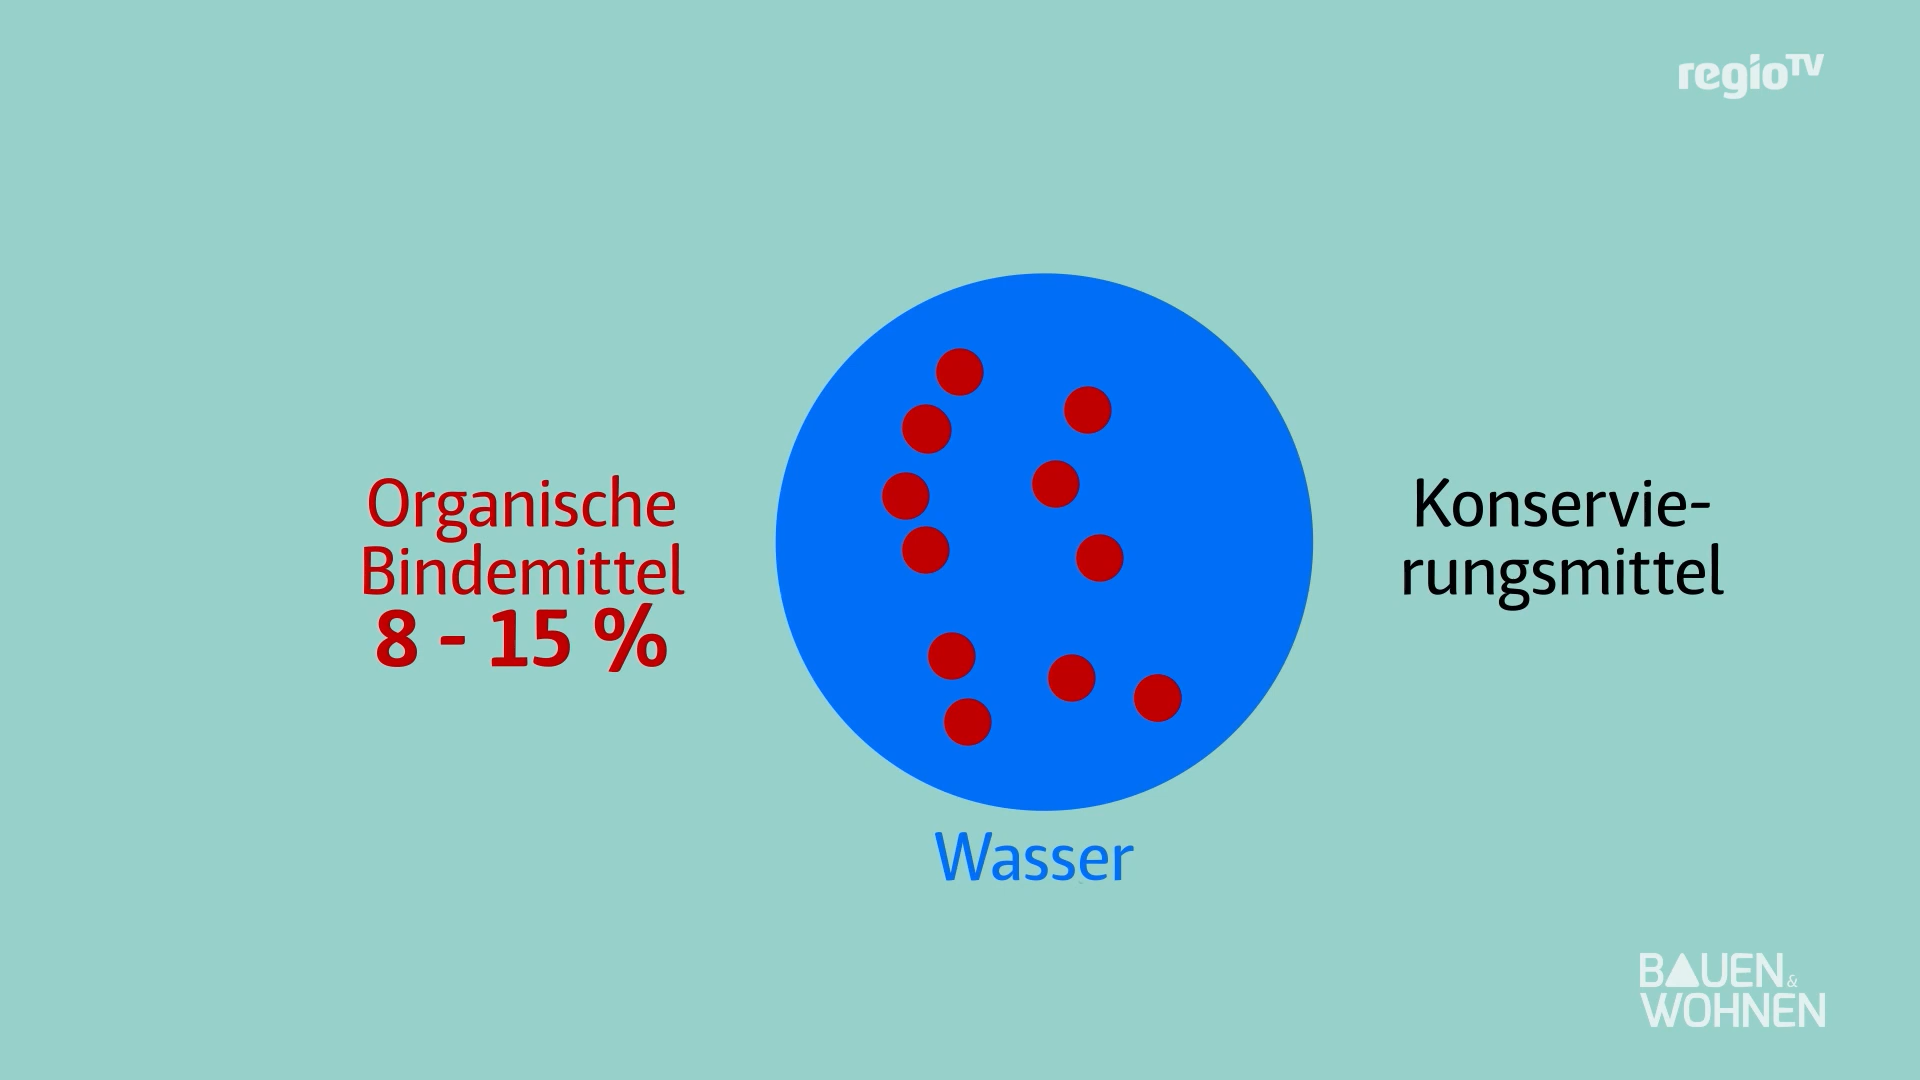 regioTV
Organische
Bindemittel
8 - 15 %
Konservie-
rungsmittel
Wasser
BAUEN &
WOHNEN